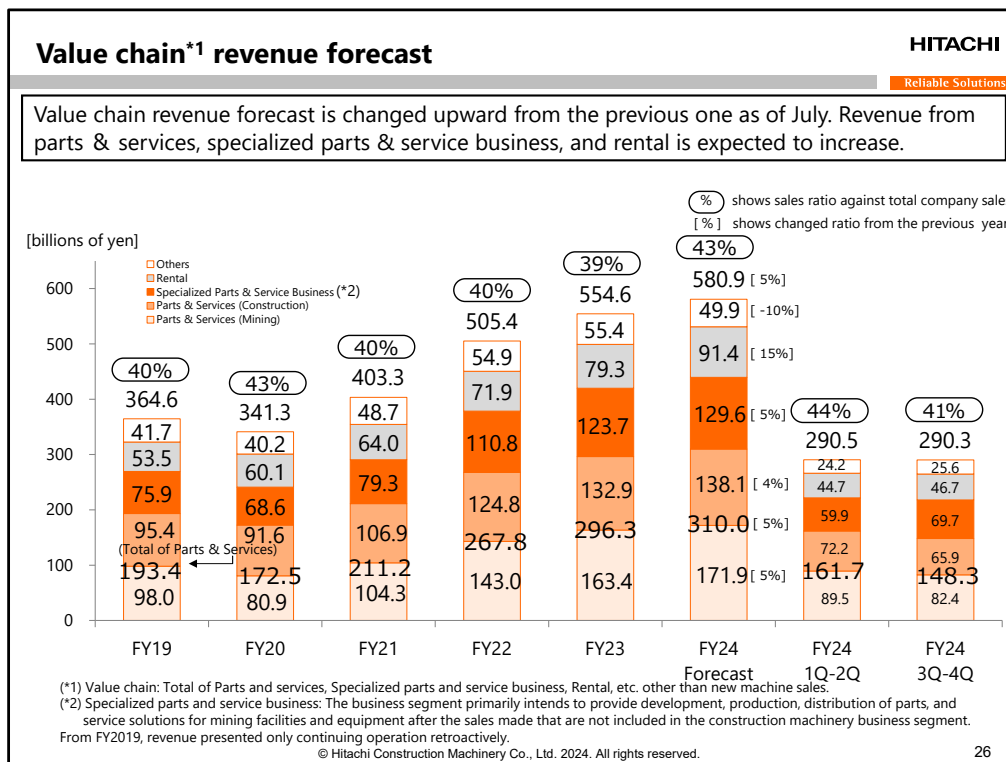 Value chain*1 revenue forecast
HITACHI
Reliable Solutions
Value chain revenue forecast is changed upward from the previous one as of July. Revenue from
parts & services, specialized parts & service business, and rental is expected to increase.
% shows sales ratio against total company sale
[ % ] shows changed ratio from the previous year
[billions of yen]
Others
Rental
Specialized Parts & Service Business (*2)
Parts & Services (Construction)
Parts & Services (Mining)
600
500
400
300
200
100
0
40%
364.6
41.7
53.5
75.9
95.4
(Total of Parts & Services)
193.4
98.0
FY19
43%
341.3
40.2
60.1
68.6
91.6
172.5
80.9
FY20
40%
403.3
48.7
64.0
79.3
106.9
211.2
104.3
FY21
40%
505.4
54.9
71.9
110.8
124.8
267.8
143.0
FY22
39%
554.6
55.4
79.3
123.7
132.9
296.3
163.4
FY23
43%
580.9 [ 5%]
49.9 [ -10%]
91.4 [ 15%]
129.6 [ 5%]
138.1 [ 4%]
310.0 [ 5%]
171.9 [ 5%]
FY24
Forecast
44%
290.5
24.2
44.7
59.9
72.2
161.7
89.5
FY24
1Q-2Q
41%
290.3
25.6
46.7
69.7
65.9
148.3
82.4
FY24
3Q-4Q
(*1) Value chain: Total of Parts and services, Specialized parts and service business, Rental, etc. other than new machine sales.
(*2) Specialized parts and service business: The business segment primarily intends to provide development, production, distribution of parts, and
service solutions for mining facilities and equipment after the sales made that are not included in the construction machinery business segment.
From FY2019, revenue presented only continuing operation retroactively.
© Hitachi Construction Machinery Co., Ltd. 2024. All rights reserved.
26